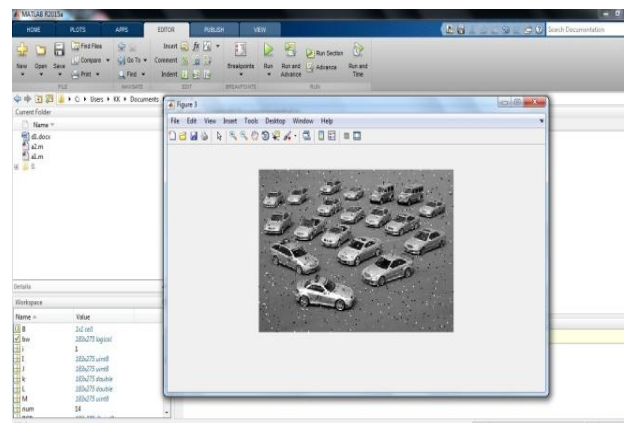 MATLAB R2015a
HOME PLOTS APPS EDITOR PUBLISH VIEW
Search Documentation
New Open Save Find Files Compare Print Go To Find Insert Comment Indent Breakpoints Run Run and Advance Run Section Advance Run and Time
FILE NAVIGATE EDIT BREAKPOINTS RUN
C: Users KK Documents
Current Folder
Name
d1.docx
a2.m
a1.m
Details
Workspace
Name Value
B 1x1 cell
bw 183x275 logical
i 1
I 183x275 uint8
J 183x275 uint8
k 183x275 double
L 183x275 double
M 183x275 uint8
num 14
Figure 3
File Edit View Insert Tools Desktop Window Help